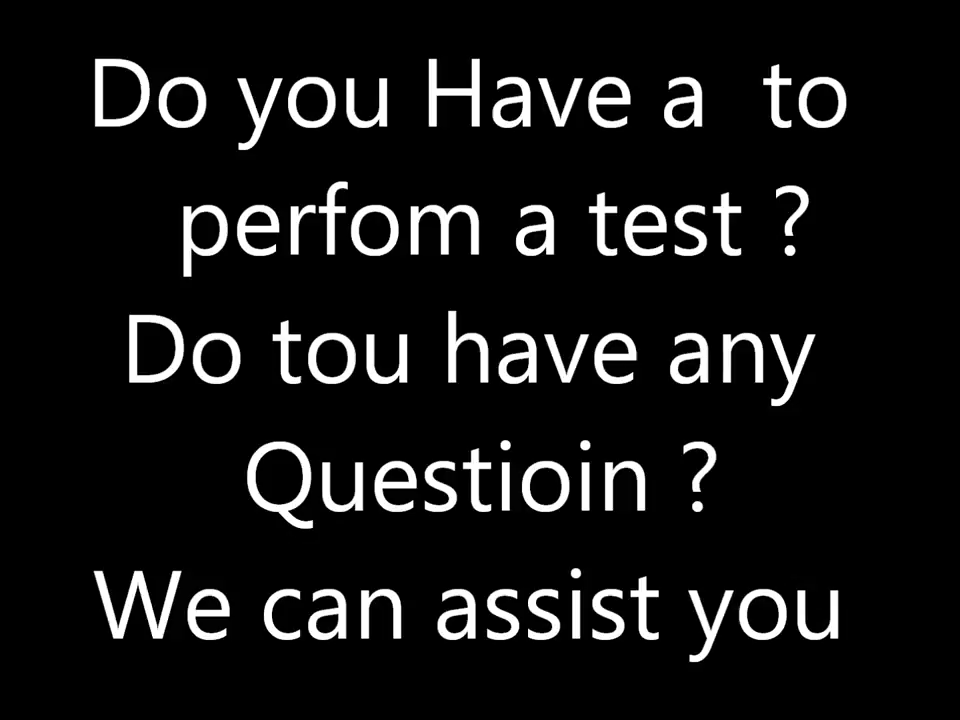 Do you Have a  to
perfom a test ?
Do tou have any
Questioin ?
We can assist you